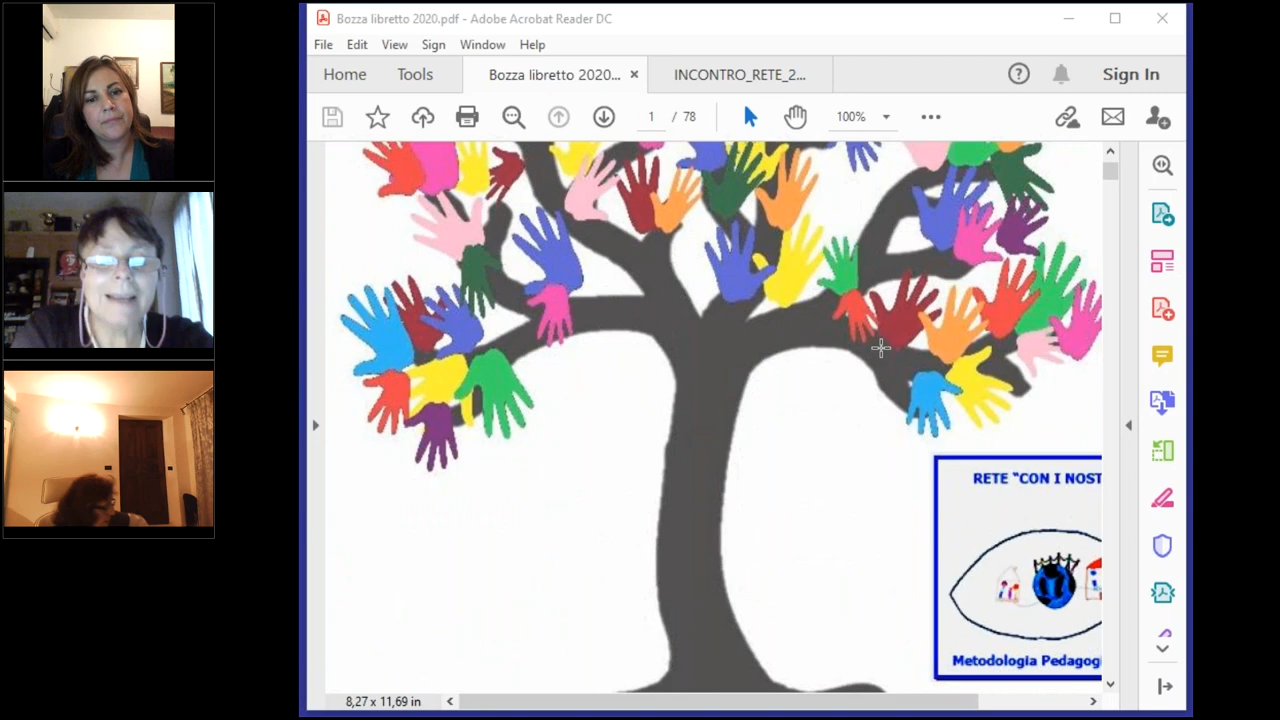 Bozza libretto 2020.pdf - Adobe Acrobat Reader DC
File Edit View Sign Window Help
Home Tools Bozza libretto 2020... × INCONTRO_RETE_2... Sign In
1 / 78 100%
RETE "CON I NOST
Metodologia Pedagogi
8,27 x 11,69 in